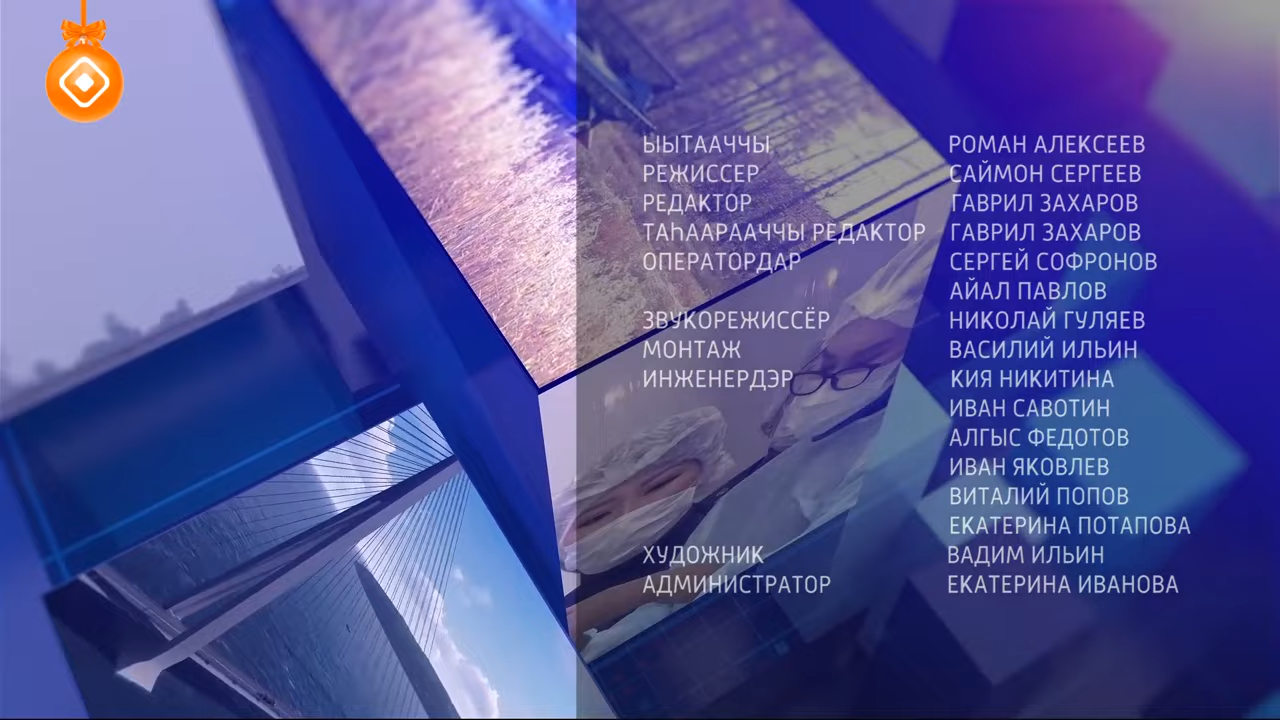 ЫЫТААЧЧЫ РОМАН АЛЕКСЕЕВ
РЕЖИССЕР САЙМОН СЕРГЕЕВ
РЕДАКТОР ГАВРИЛ ЗАХАРОВ
ТАҺААРААЧЧЫ РЕДАКТОР ГАВРИЛ ЗАХАРОВ
ОПЕРАТОРДАР СЕРГЕЙ СОФРОНОВ
АЙАЛ ПАВЛОВ
ЗВУКОРЕЖИССЁР НИКОЛАЙ ГУЛЯЕВ
МОНТАЖ ВАСИЛИЙ ИЛЬИН
ИНЖЕНЕРДЭР КИЯ НИКИТИНА
ИВАН САВОТИН
АЛГЫС ФЕДОТОВ
ИВАН ЯКОВЛЕВ
ВИТАЛИЙ ПОПОВ
ЕКАТЕРИНА ПОТАПОВА
ХУДОЖНИК ВАДИМ ИЛЬИН
АДМИНИСТРАТОР ЕКАТЕРИНА ИВАНОВА